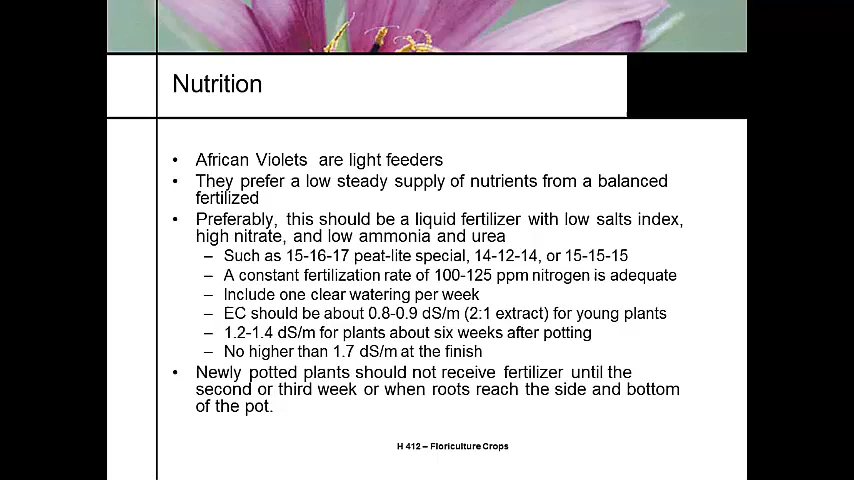 Nutrition
• African Violets are light feeders
• They prefer a low steady supply of nutrients from a balanced
fertilized
• Preferably, this should be a liquid fertilizer with low salts index,
high nitrate, and low ammonia and urea
– Such as 15-16-17 peat-lite special, 14-12-14, or 15-15-15
– A constant fertilization rate of 100-125 ppm nitrogen is adequate
– Include one clear watering per week
– EC should be about 0.8-0.9 dS/m (2:1 extract) for young plants
– 1.2-1.4 dS/m for plants about six weeks after potting
– No higher than 1.7 dS/m at the finish
• Newly potted plants should not receive fertilizer until the
second or third week or when roots reach the side and bottom
of the pot.
H 412 – Floriculture Crops